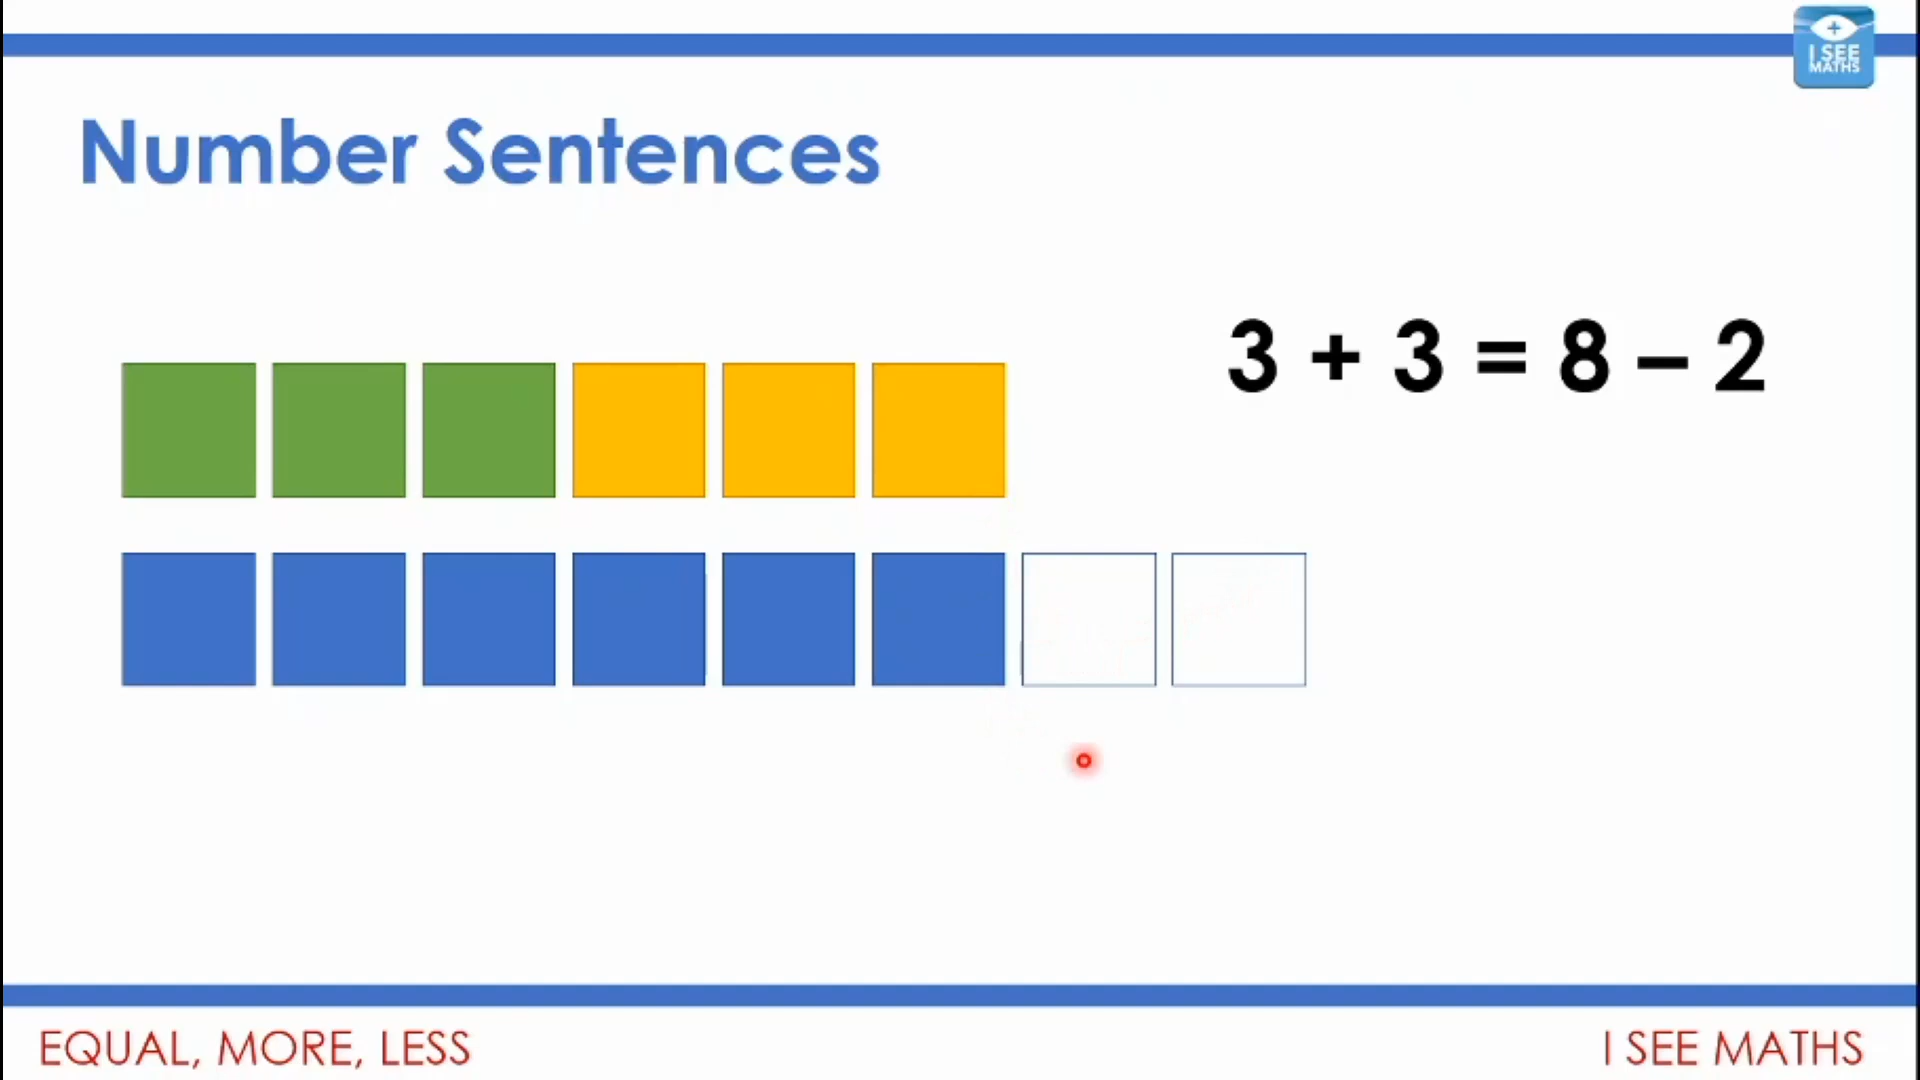 +
I SEE
MATHS
Number Sentences
3 + 3 = 8 – 2
EQUAL, MORE, LESS
I SEE MATHS